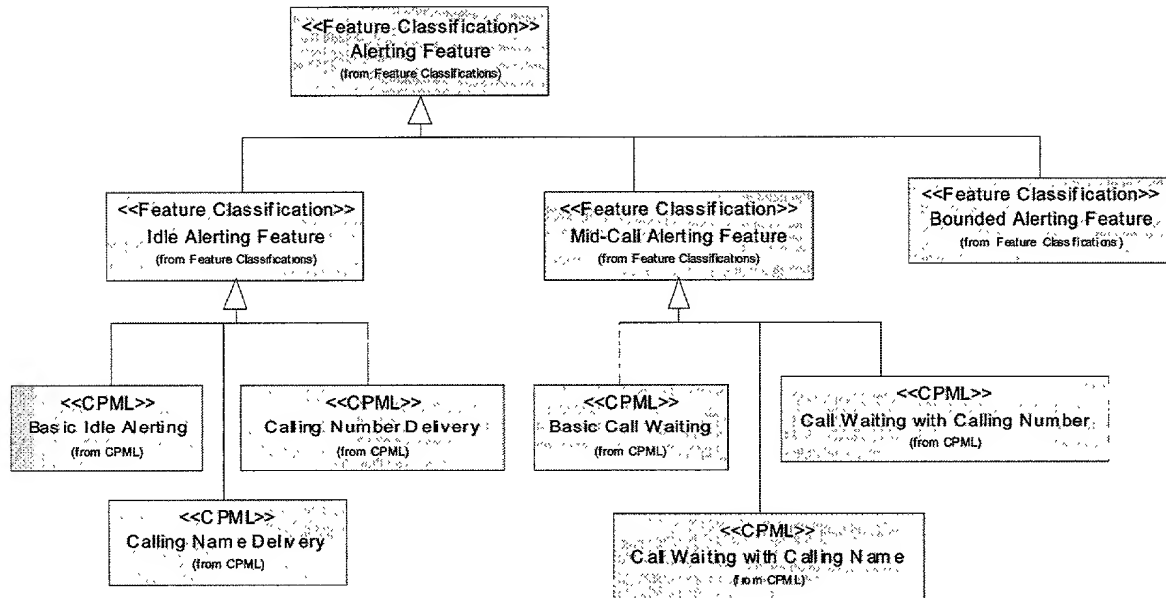 <<Feature Classification>>
Alerting Feature
(from Feature Classifications)
<<Feature Classification>>
Idle Alerting Feature
(from Feature Classifications)
<<Feature Classification>>
Mid-Call Alerting Feature
(from Feature Classifications)
<<Feature Classification>>
Bounded Alerting Feature
(from Feature Classifications)
<<CPML>>
Basic Idle Alerting
(from CPML)
<<CPML>>
Calling Number Delivery
(from CPML)
<<CPML>>
Basic Call Waiting
(from CPML)
<<CPML>>
Call Waiting with Calling Number
(from CPML)
<<CPML>>
Calling Name Delivery
(from CPML)
<<CPML>>
Call Waiting with Calling Name
(from CPML)